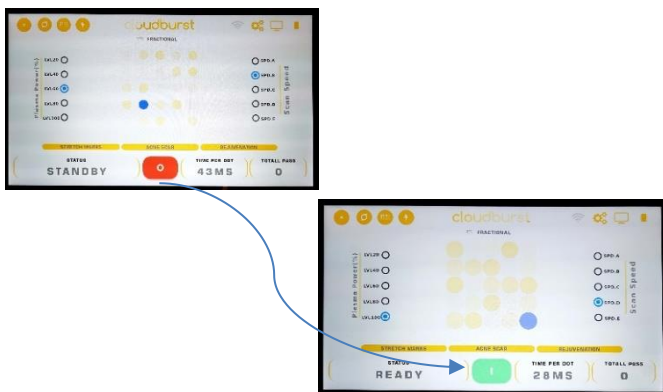 cloudburst
FRACTIONAL
Plasma Power(%)
LVL20
LVL40
LVL60
LVL80
LVL100
SPD.A
SPD.B
SPD.C
SPD.D
SPD.E
Scan Speed
STRETCH MARKS
ACNE SCAR
REJUVENATION
STATUS
STANDBY
TIME PER DOT
43MS
TOTALL PASS
0
cloudburst
FRACTIONAL
Plasma Power(%)
LVL20
LVL40
LVL60
LVL80
LVL100
SPD.A
SPD.B
SPD.C
SPD.D
SPD.E
Scan Speed
STRETCH MARKS
ACNE SCAR
REJUVENATION
STATUS
READY
TIME PER DOT
28MS
TOTALL PASS
0